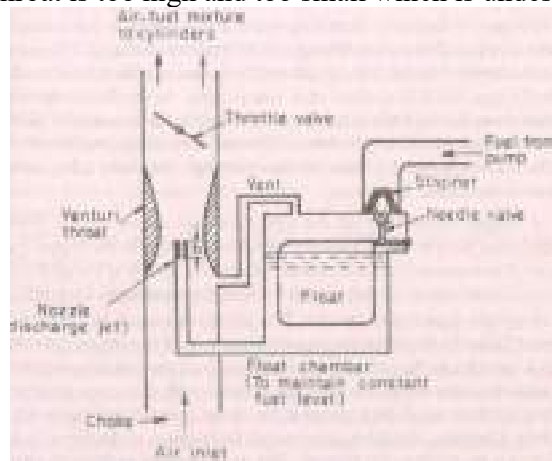 throat is too high and too small which is undes
Air-fuel mixture
to cylinders
Throttle valve
Fuel from
pump
Vent
Stopper
Needle valve
Venturi
throat
Float
Nozzle
(discharge jet)
Float chamber
(To maintain constant
fuel level)
Choke
Air inlet